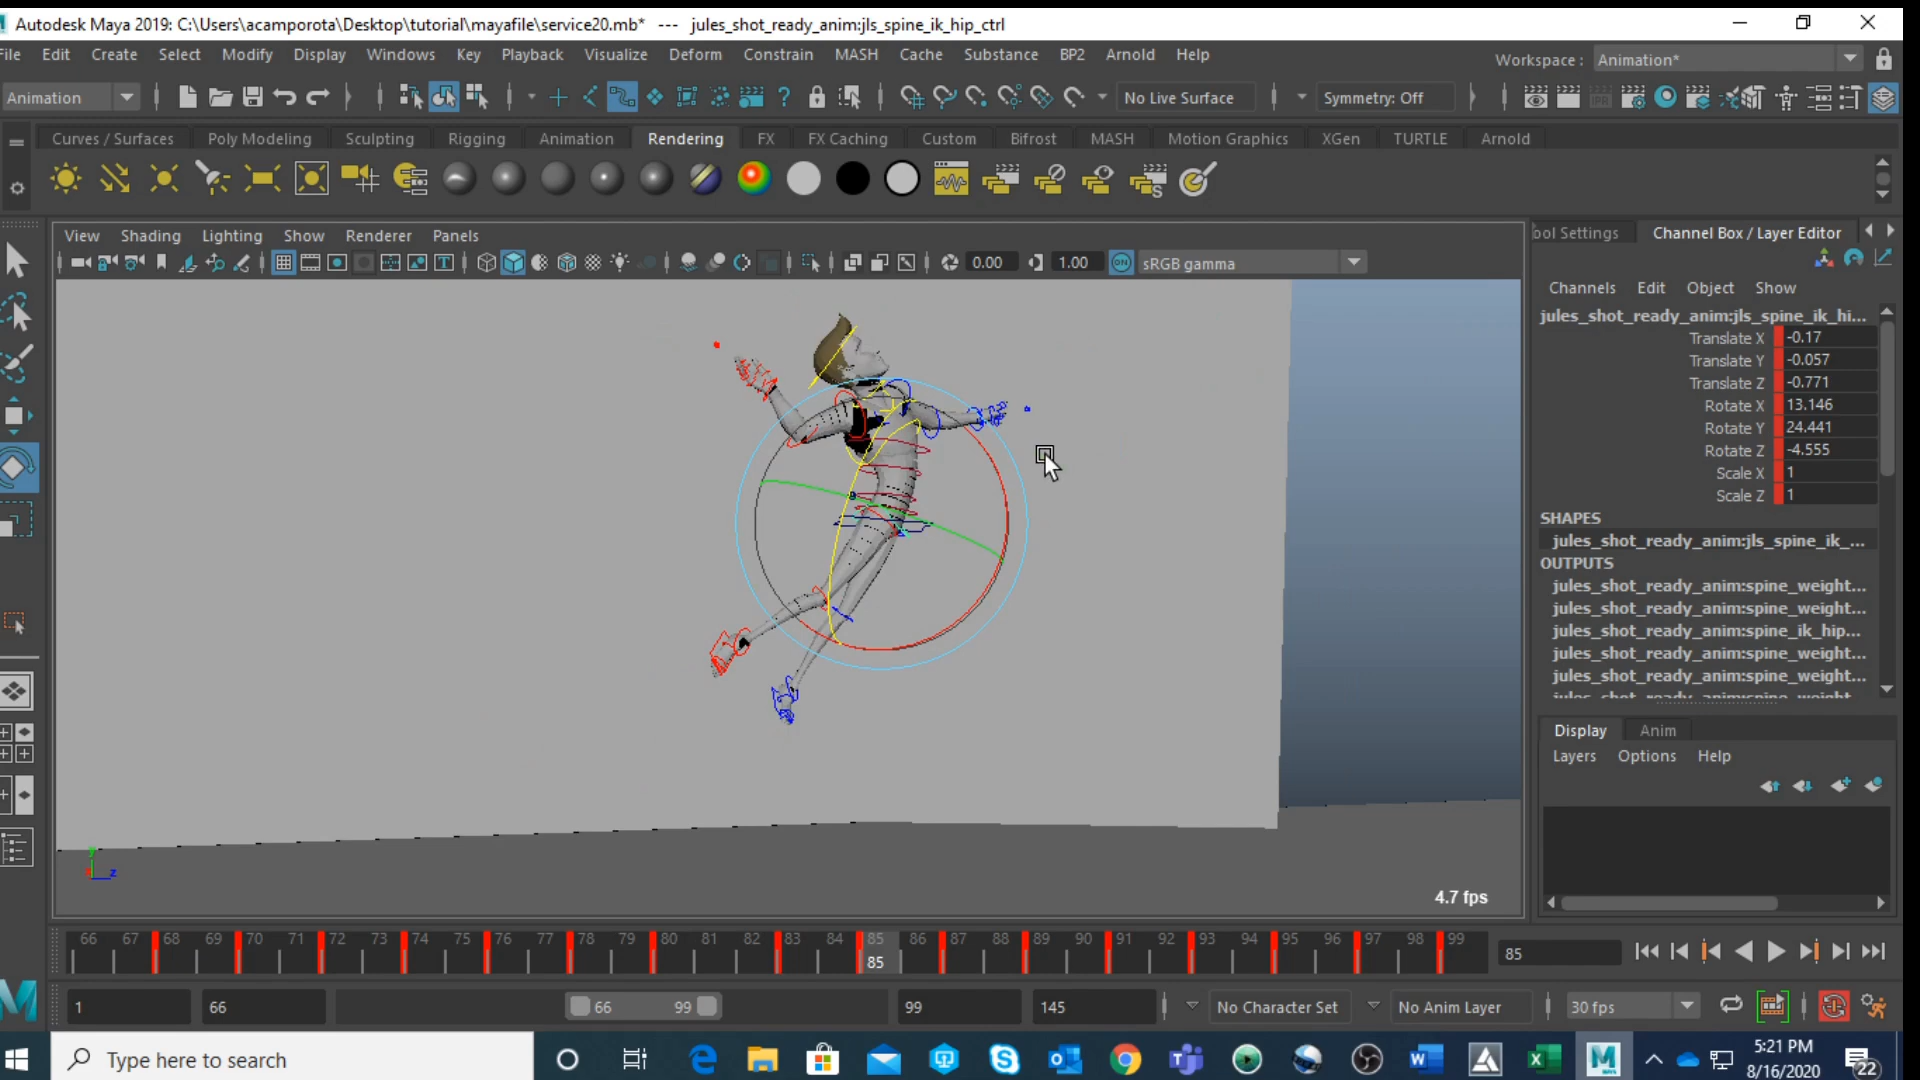 Autodesk Maya 2019: C:\Users\acamporota\Desktop\tutorial\mayafile\service20.mb* --- jules_shot_ready_anim:jls_spine_ik_hip_ctrl
File Edit Create Select Modify Display Windows Key Playback Visualize Deform Constrain MASH Cache Substance BP2 Arnold Help Workspace : Animation*
Animation No Live Surface Symmetry: Off
Curves / Surfaces Poly Modeling Sculpting Rigging Animation Rendering FX FX Caching Custom Bifrost MASH Motion Graphics XGen TURTLE Arnold
View Shading Lighting Show Renderer Panels
0.00 1.00 ON sRGB gamma
ool Settings Channel Box / Layer Editor
Channels Edit Object Show
jules_shot_ready_anim:jls_spine_ik_hi...
Translate X -0.17
Translate Y -0.057
Translate Z -0.771
Rotate X 13.146
Rotate Y 24.441
Rotate Z -4.555
Scale X 1
Scale Z 1
SHAPES
jules_shot_ready_anim:jls_spine_ik_...
OUTPUTS
jules_shot_ready_anim:spine_weight...
jules_shot_ready_anim:spine_weight...
jules_shot_ready_anim:spine_ik_hip...
jules_shot_ready_anim:spine_weight...
jules_shot_ready_anim:spine_weight...
jules_shot_ready_anim:spine_weight
Display Anim
Layers Options Help
y z
4.7 fps
66 67 68 69 70 71 72 73 74 75 76 77 78 79 80 81 82 83 84 85 86 87 88 89 90 91 92 93 94 95 96 97 98 99
85 85
1 66 66 99 99 145 No Character Set No Anim Layer 30 fps
Type here to search
5:21 PM
8/16/2020
22